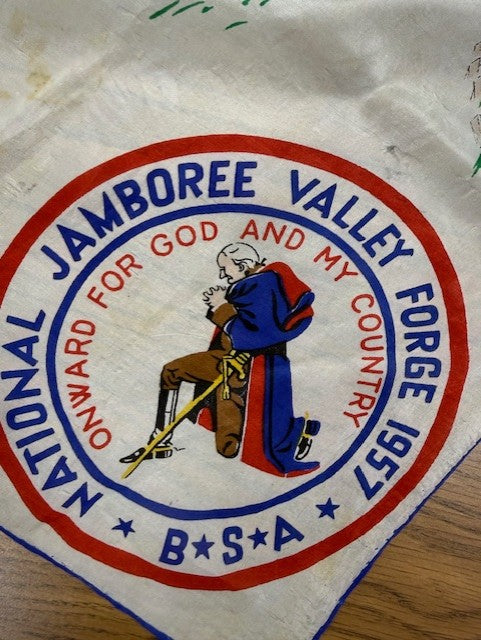 NATIONAL JAMBOREE VALLEY FORGE 1957
ONWARD FOR GOD AND MY COUNTRY
★ B★S★A ★